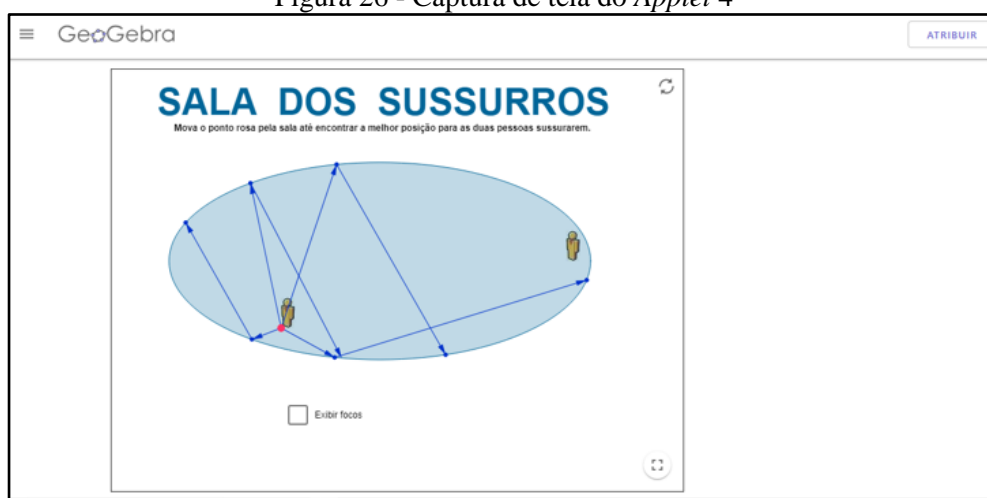 Figura 26 - Captura de tela do Applet 4
GeoGebra
ATRIBUIR
SALA DOS SUSSURROS
Mova o ponto rosa pela sala até encontrar a melhor posição para as duas pessoas sussurarem.
Exibir focos